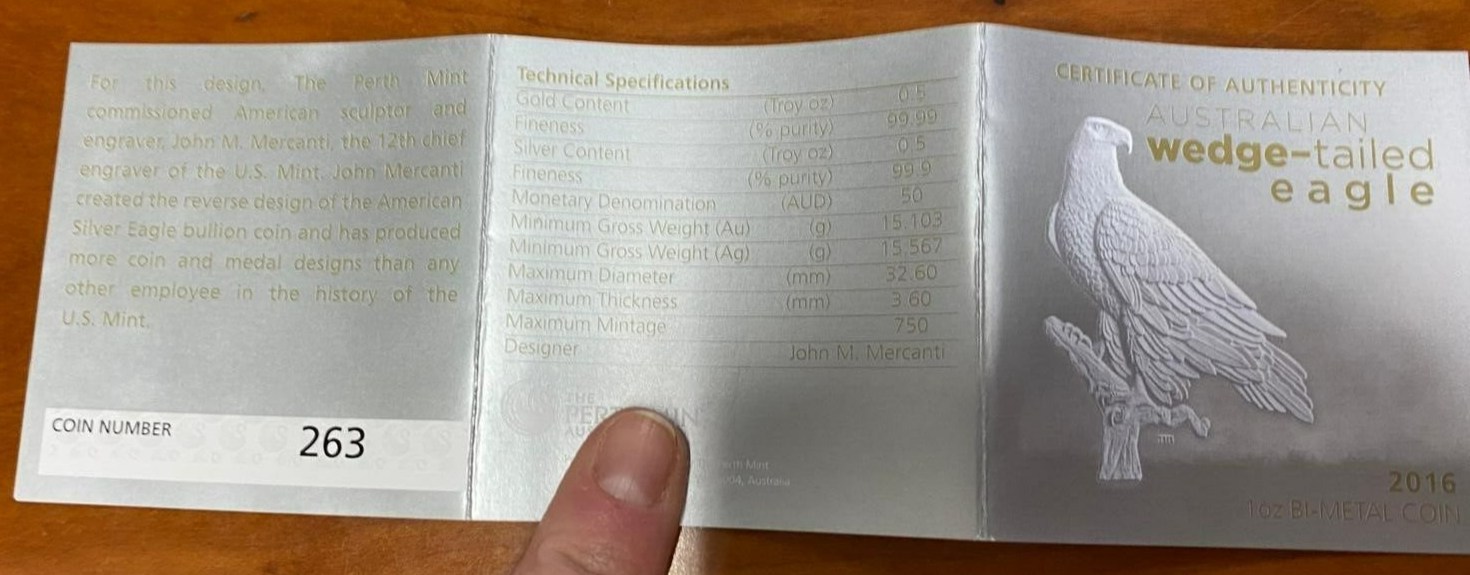 For this design, The Perth Mint
commissioned American sculptor and
engraver, John M. Mercanti, the 12th chief
engraver of the U.S. Mint. John Mercanti
created the reverse design of the American
Silver Eagle bullion coin and has produced
more coin and medal designs than any
other employee in the history of the
U.S. Mint.
COIN NUMBER 263
Technical Specifications
Gold Content (Troy oz) 0.5
Fineness (% purity) 99.99
Silver Content (Troy oz) 0.5
Fineness (% purity) 99.9
Monetary Denomination (AUD) 50
Minimum Gross Weight (Au) (g) 15.103
Minimum Gross Weight (Ag) (g) 15.567
Maximum Diameter (mm) 32.60
Maximum Thickness (mm) 3.60
Maximum Mintage 750
Designer John M. Mercanti
THE
Mint
Australia
CERTIFICATE OF AUTHENTICITY
AUSTRALIAN
wedge-tailed
eagle
2016
1oz BI-METAL COIN